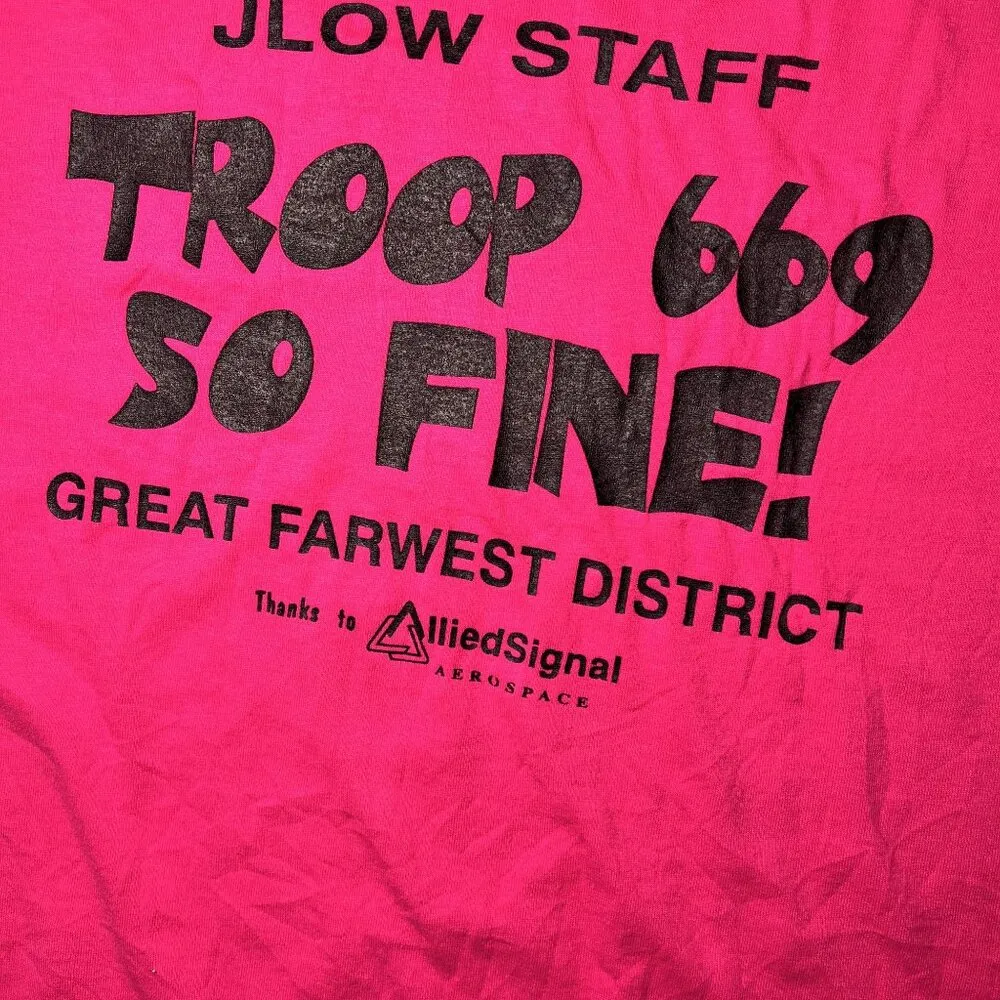 JLOW STAFF
TROOP 669
SO FINE!
GREAT FARWEST DISTRICT
Thanks to AlliedSignal
AEROSPACE